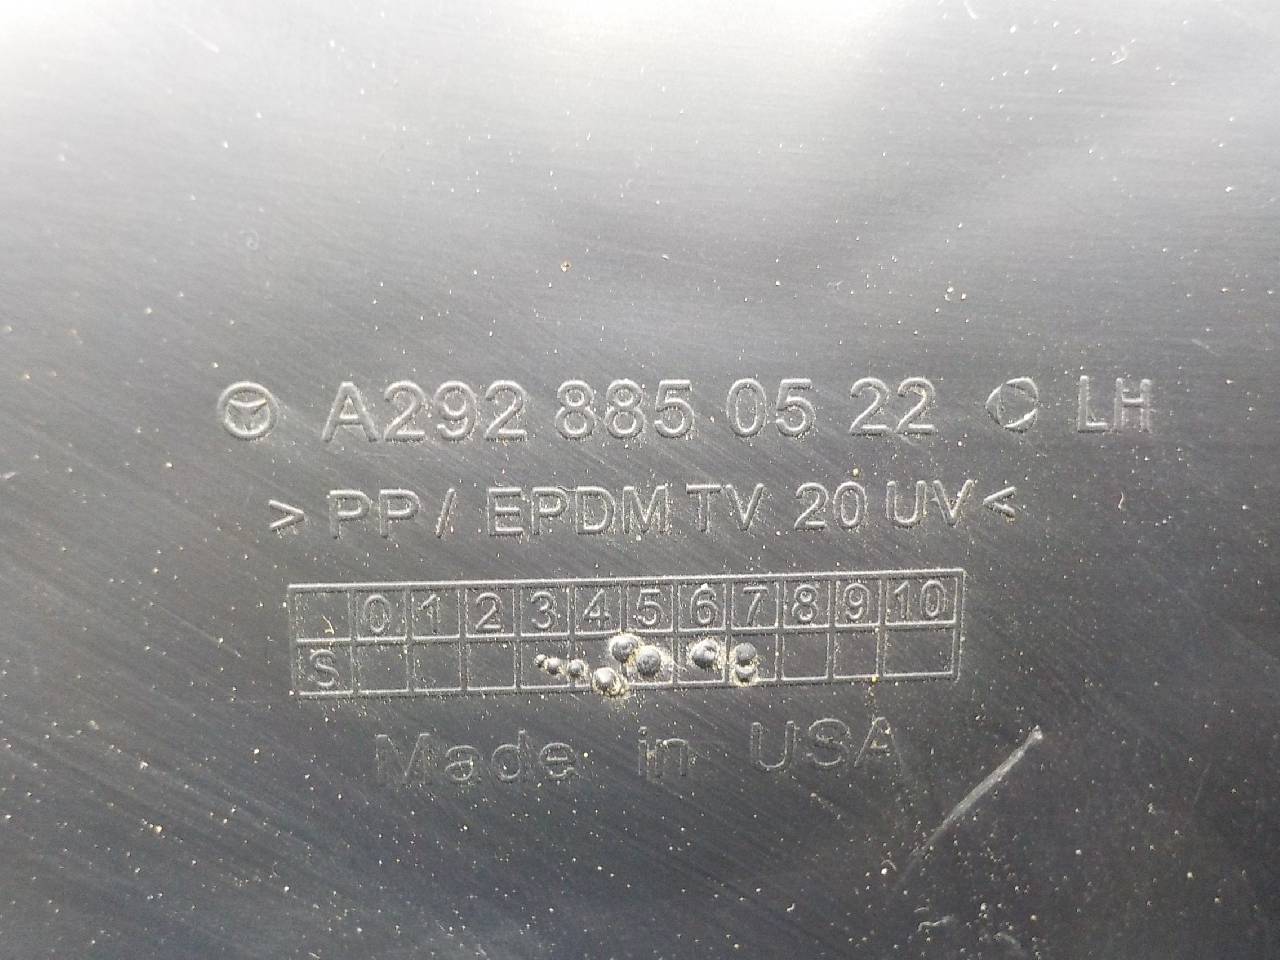 A292 885 05 22 LH
>PP/ EPDM TV 20 UV<
0 1 2 3 4 5 6 7 8 9 10
S
Made in USA